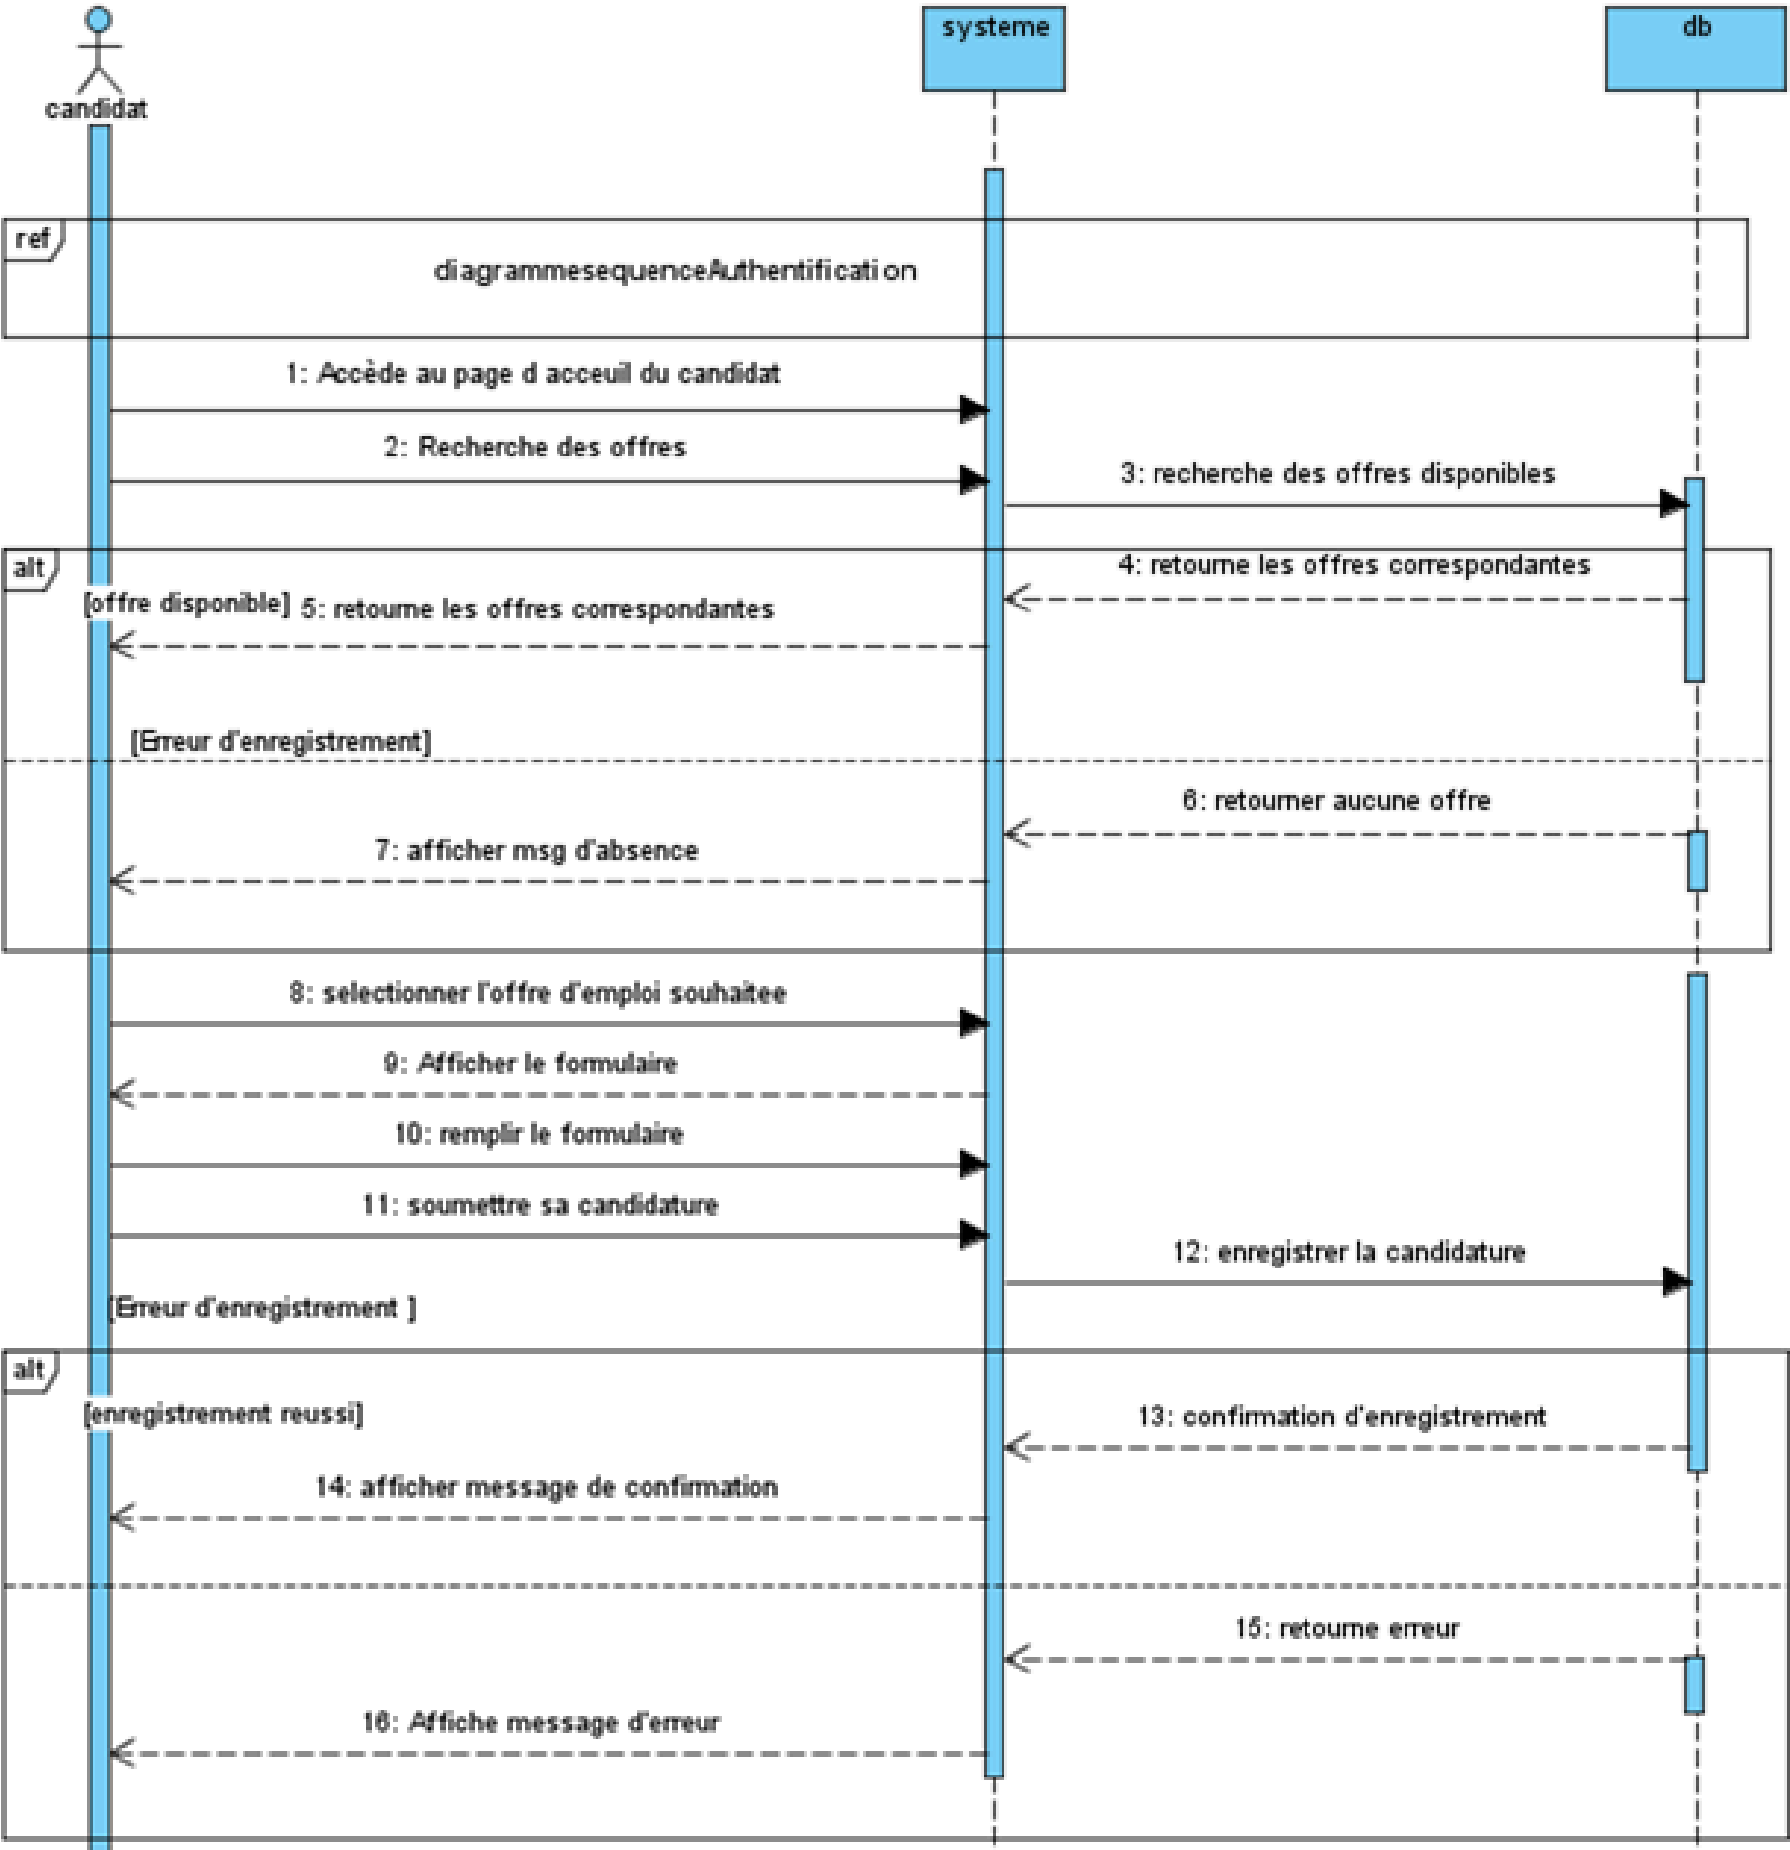 systeme
db
candidat
ref
diagrammesequenceAuthentification
1: Accède au page d acceuil du candidat
2: Recherche des offres
3: recherche des offres disponibles
alt
4: retourne les offres correspondantes
[offre disponible]
5: retourne les offres correspondantes
[Erreur d'enregistrement]
6: retourner aucune offre
7: afficher msg d'absence
8: selectionner l'offre d'emploi souhaitee
9: Afficher le formulaire
10: remplir le formulaire
11: soumettre sa candidature
12: enregistrer la candidature
[Erreur d'enregistrement ]
alt
[enregistrement reussi]
13: confirmation d'enregistrement
14: afficher message de confirmation
15: retourne erreur
16: Affiche message d'erreur